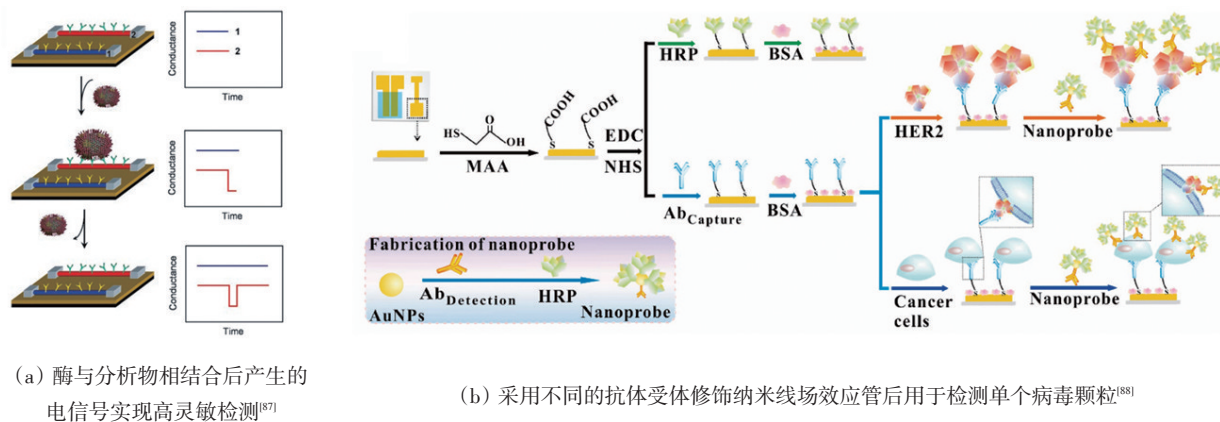 (a)
2
1
Conductance
1
2
Time
Conductance
Time
Conductance
Time
(b)
HS
O
OH
MAA
COOH
COOH
S
S
EDC
NHS
HRP
BSA
Ab Capture
BSA
HER2
Nanoprobe
Cancer
cells
Nanoprobe
Fabrication of nanoprobe
AuNPs
Ab Detection
HRP
Nanoprobe
(a) 酶与分析物相结合后产生的
电信号实现高灵敏检测[87]
(b) 采用不同的抗体受体修饰纳米线场效应管后用于检测单个病毒颗粒[88]